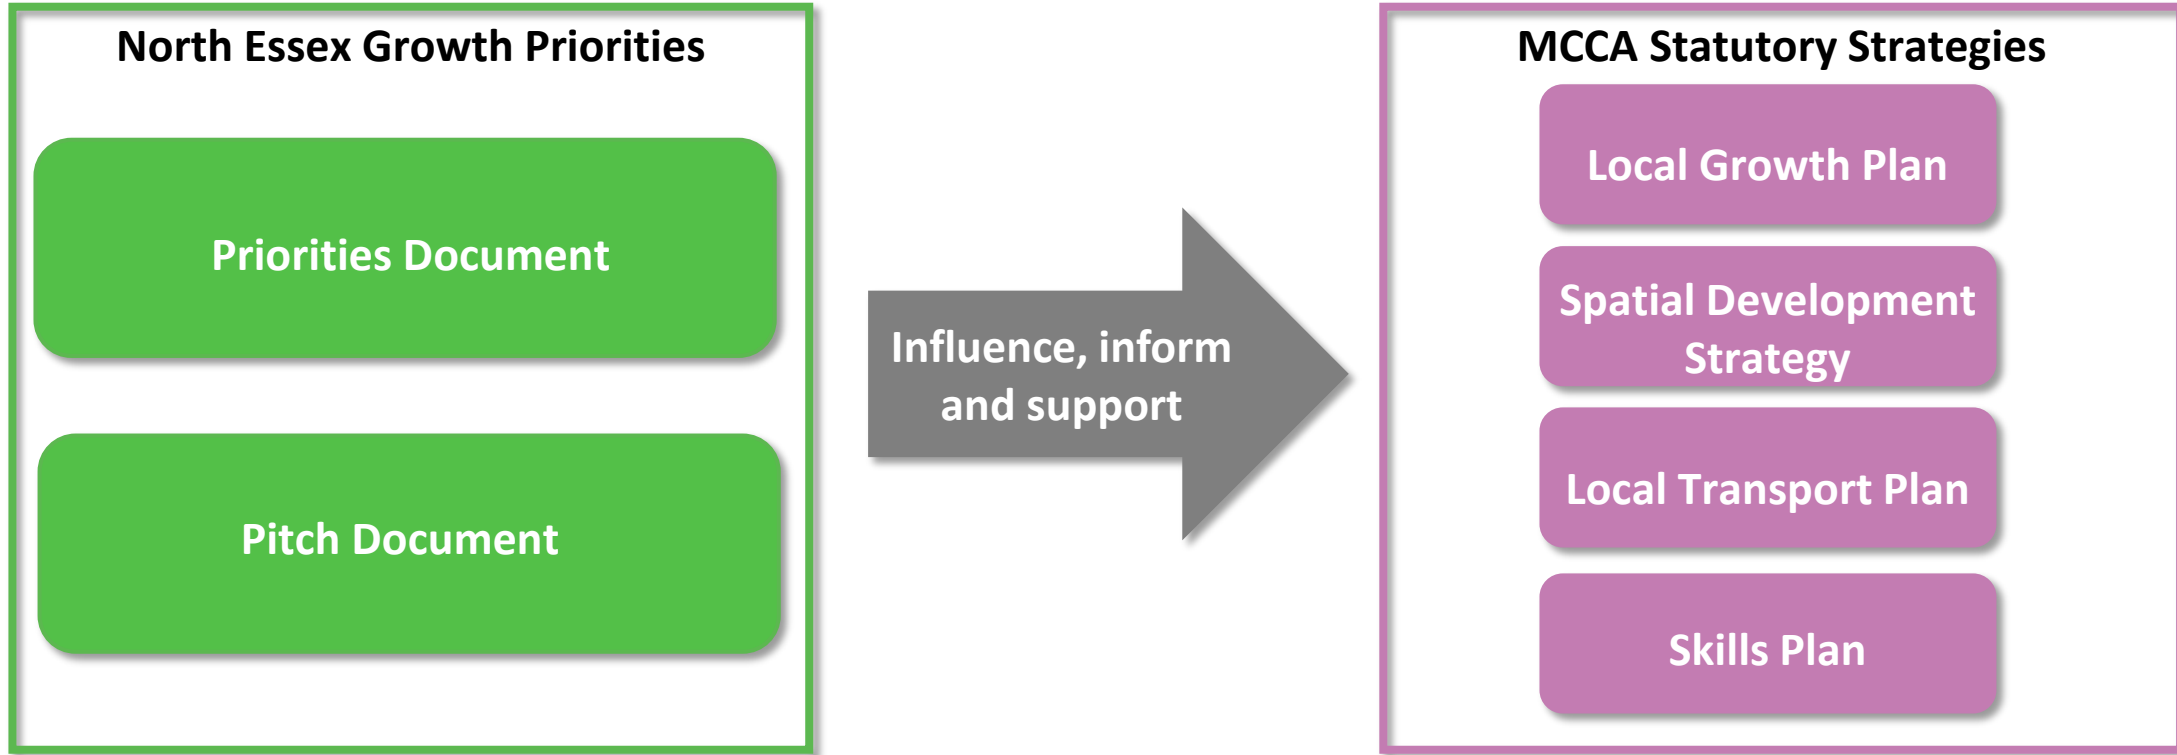 North Essex Growth Priorities
Priorities Document
Pitch Document
Influence, inform
and support
MCCA Statutory Strategies
Local Growth Plan
Spatial Development
Strategy
Local Transport Plan
Skills Plan